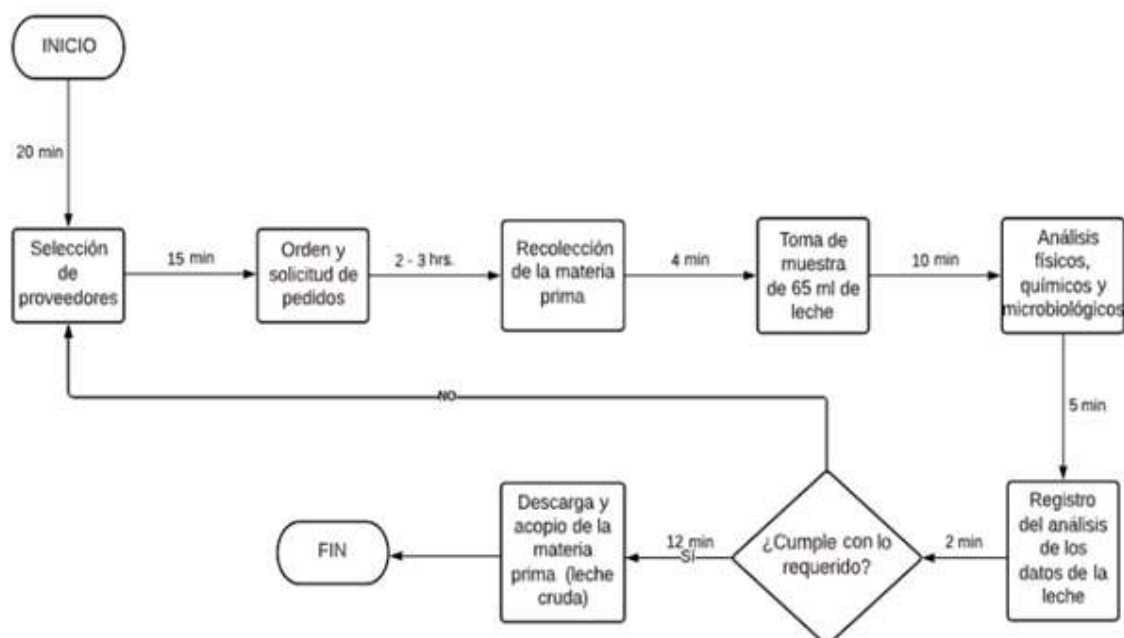 INICIO
20 min
Selección
de
proveedores
15 min
Orden y
solicitud de
pedidos
2 - 3 hrs.
Recolección
de la materia
prima
4 min
Toma de
muestra
de 65 ml de
leche
10 min
Análisis
físicos,
químicos y
microbiológicos
5 min
Registro
del análisis
de los
datos de la
leche
2 min
¿Cumple con lo
requerido?
NO
12 min
SÍ
Descarga y
acopio de la
materia
prima (leche
cruda)
FIN